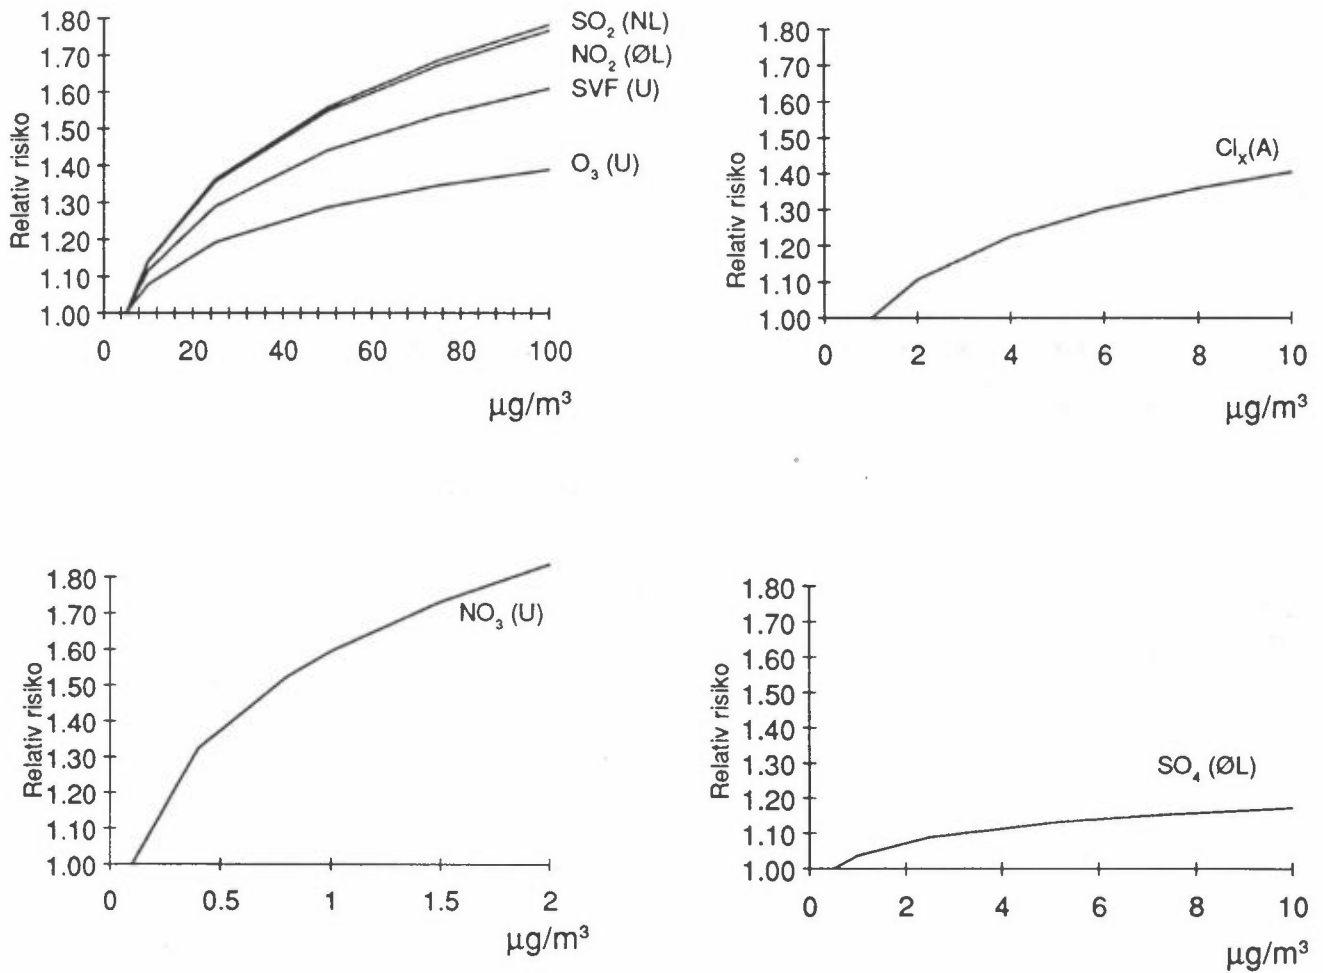 Relativ risiko
1.80
1.70
1.60
1.50
1.40
1.30
1.20
1.10
1.00
0 20 40 60 80 100
µg/m³
SO₂ (NL)
NO₂ (ØL)
SVF (U)
O₃ (U)
Relativ risiko
1.80
1.70
1.60
1.50
1.40
1.30
1.20
1.10
1.00
0 2 4 6 8 10
µg/m³
Clₓ(A)
Relativ risiko
1.80
1.70
1.60
1.50
1.40
1.30
1.20
1.10
1.00
0 0.5 1 1.5 2
µg/m³
NO₃ (U)
Relativ risiko
1.80
1.70
1.60
1.50
1.40
1.30
1.20
1.10
1.00
0 2 4 6 8 10
µg/m³
SO₄ (ØL)